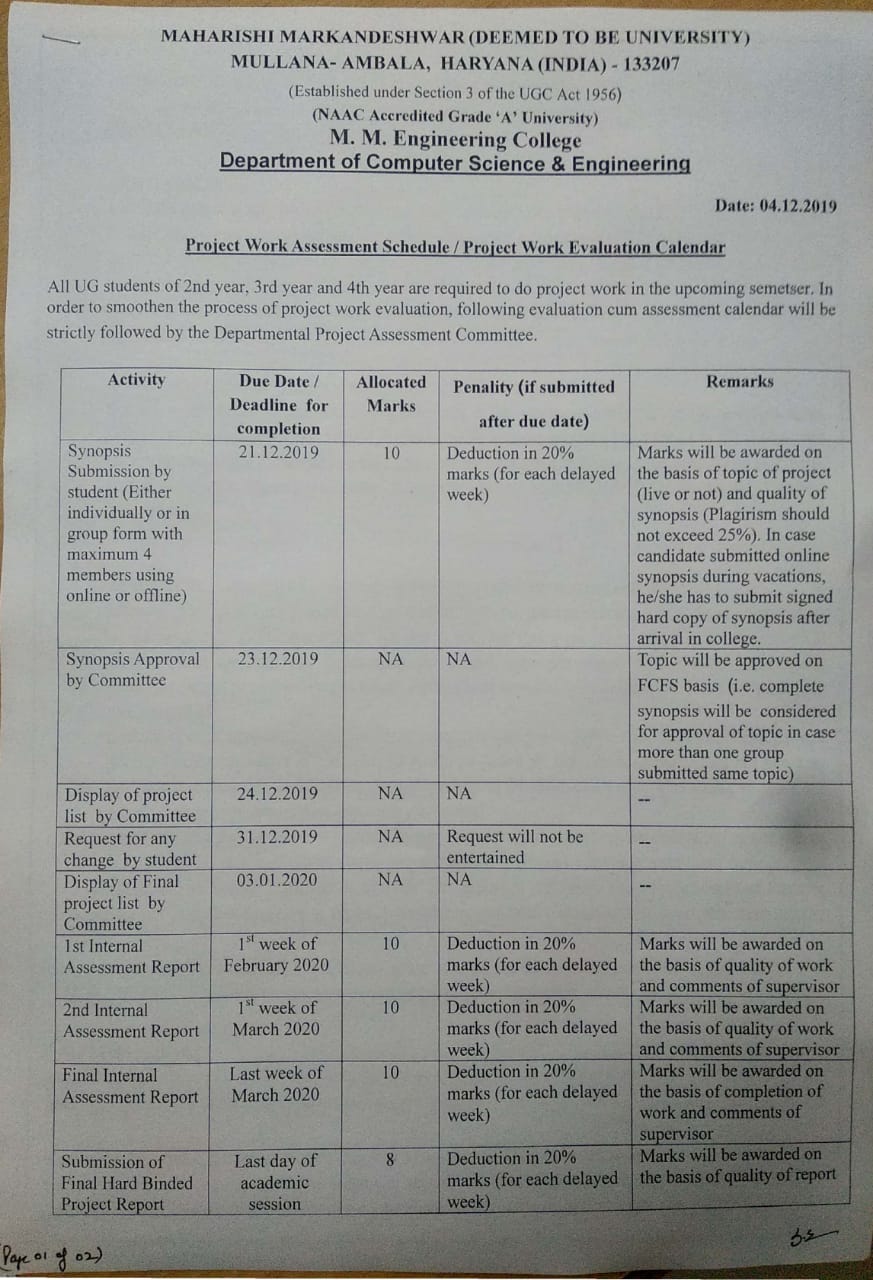 MAHARISHI MARKANDESHWAR (DEEMED TO BE UNIVERSITY)
MULLANA- AMBALA, HARYANA (INDIA) - 133207
(Established under Section 3 of the UGC Act 1956)
(NAAC Accredited Grade ‘A’ University)
M. M. Engineering College
Department of Computer Science & Engineering
Date: 04.12.2019
Project Work Assessment Schedule / Project Work Evaluation Calendar
All UG students of 2nd year, 3rd year and 4th year are required to do project work in the upcoming semetser. In
order to smoothen the process of project work evaluation, following evaluation cum assessment calendar will be
strictly followed by the Departmental Project Assessment Committee.
Activity
Due Date /
Deadline for
completion
Allocated
Marks
Penality (if submitted
after due date)
Remarks
Synopsis
Submission by
student (Either
individually or in
group form with
maximum 4
members using
online or offline)
21.12.2019
10
Deduction in 20%
marks (for each delayed
week)
Marks will be awarded on
the basis of topic of project
(live or not) and quality of
synopsis (Plagirism should
not exceed 25%). In case
candidate submitted online
synopsis during vacations,
he/she has to submit signed
hard copy of synopsis after
arrival in college.
Synopsis Approval
by Committee
23.12.2019
NA
NA
Topic will be approved on
FCFS basis (i.e. complete
synopsis will be considered
for approval of topic in case
more than one group
submitted same topic)
Display of project
list by Committee
24.12.2019
NA
NA
--
Request for any
change by student
31.12.2019
NA
Request will not be
entertained
--
Display of Final
project list by
Committee
03.01.2020
NA
NA
--
1st Internal
Assessment Report
1st week of
February 2020
10
Deduction in 20%
marks (for each delayed
week)
Marks will be awarded on
the basis of quality of work
and comments of supervisor
2nd Internal
Assessment Report
1st week of
March 2020
10
Deduction in 20%
marks (for each delayed
week)
Marks will be awarded on
the basis of quality of work
and comments of supervisor
Final Internal
Assessment Report
Last week of
March 2020
10
Deduction in 20%
marks (for each delayed
week)
Marks will be awarded on
the basis of completion of
work and comments of
supervisor
Submission of
Final Hard Binded
Project Report
Last day of
academic
session
8
Deduction in 20%
marks (for each delayed
week)
Marks will be awarded on
the basis of quality of report
(Page 01 of 02)